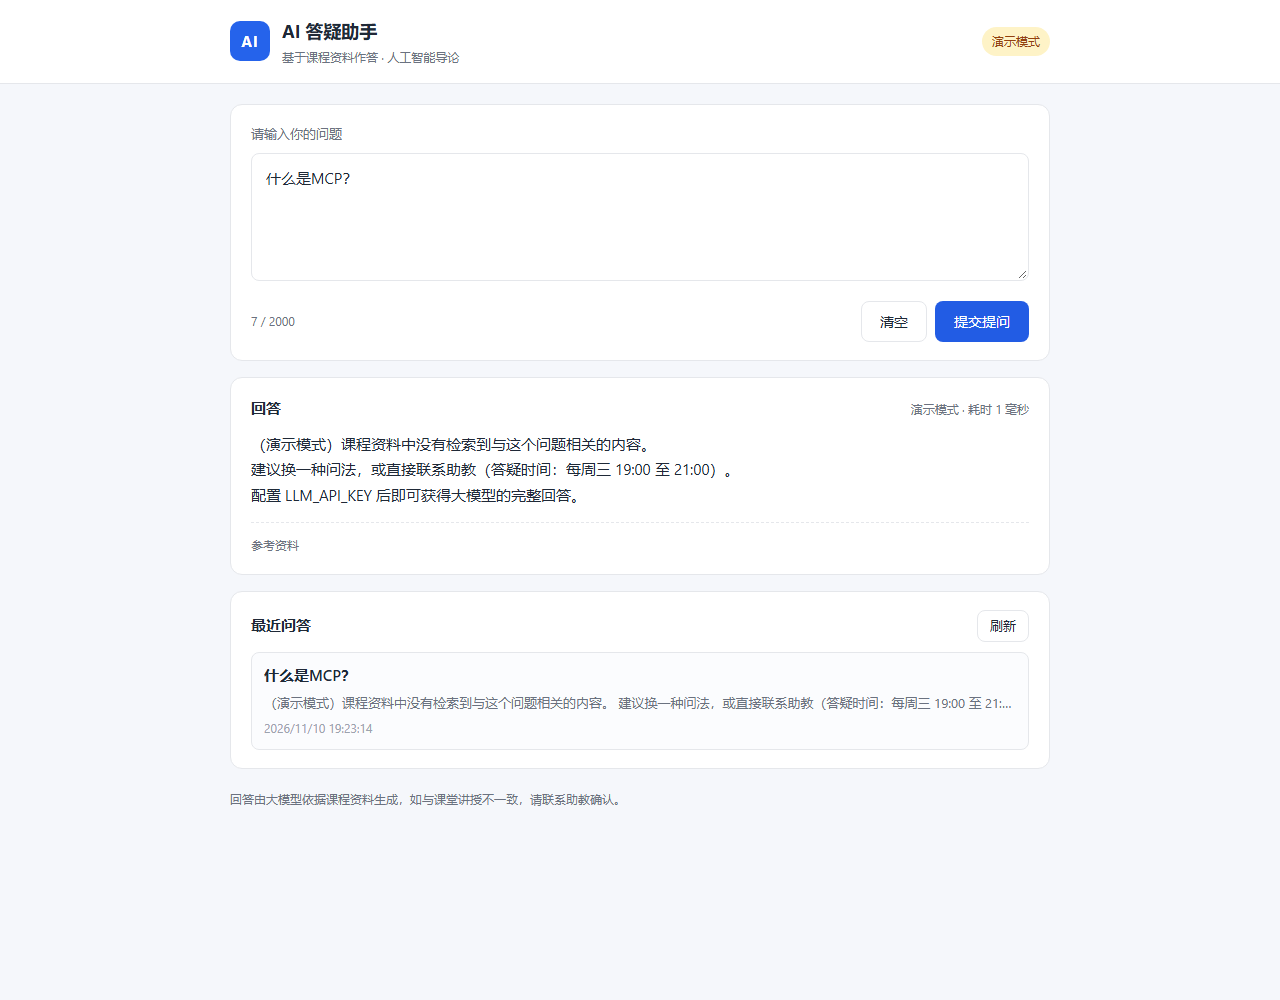 AI
AI 答疑助手
基于课程资料作答 · 人工智能导论
演示模式
请输入你的问题
什么是MCP?
7 / 2000
清空
提交提问
回答
演示模式 · 耗时 1 毫秒
（演示模式）课程资料中没有检索到与这个问题相关的内容。
建议换一种问法，或直接联系助教（答疑时间：每周三 19:00 至 21:00）。
配置 LLM_API_KEY 后即可获得大模型的完整回答。
参考资料
最近问答
刷新
什么是MCP?
（演示模式）课程资料中没有检索到与这个问题相关的内容。 建议换一种问法，或直接联系助教（答疑时间：每周三 19:00 至 21:...
2026/11/10 19:23:14
回答由大模型依据课程资料生成，如与课堂讲授不一致，请联系助教确认。